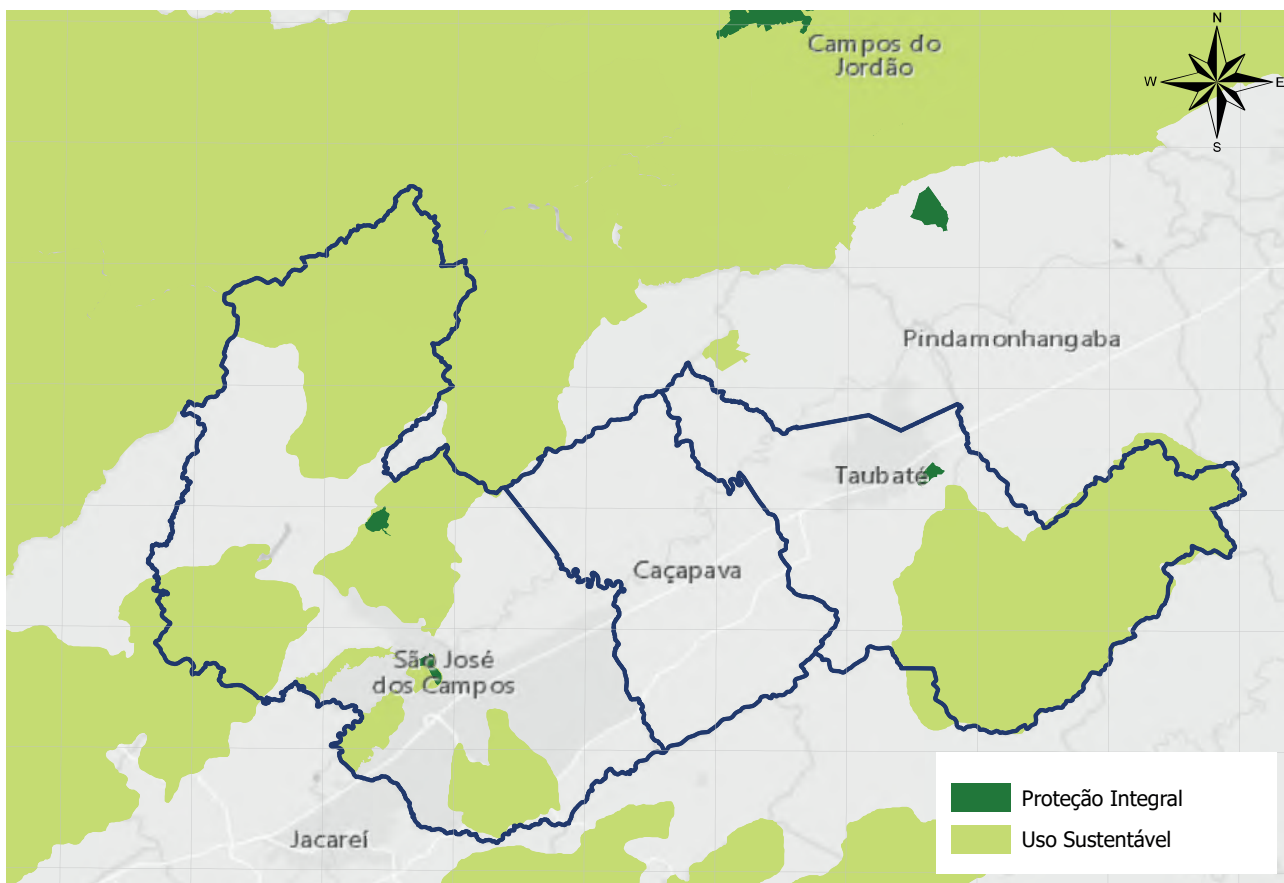 Campos do
Jordão
N
W
E
S
Pindamonhangaba
Taubaté
Caçapava
São José
dos Campos
Jacareí
Proteção Integral
Uso Sustentável